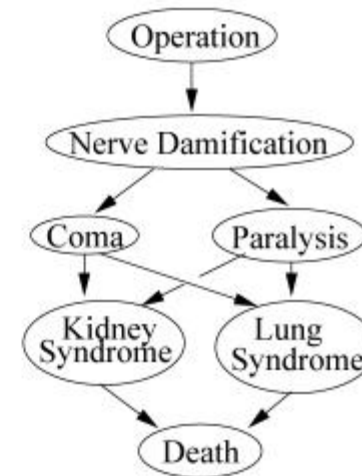 Operation
Nerve Damification
Coma
Paralysis
Kidney
Syndrome
Lung
Syndrome
Death